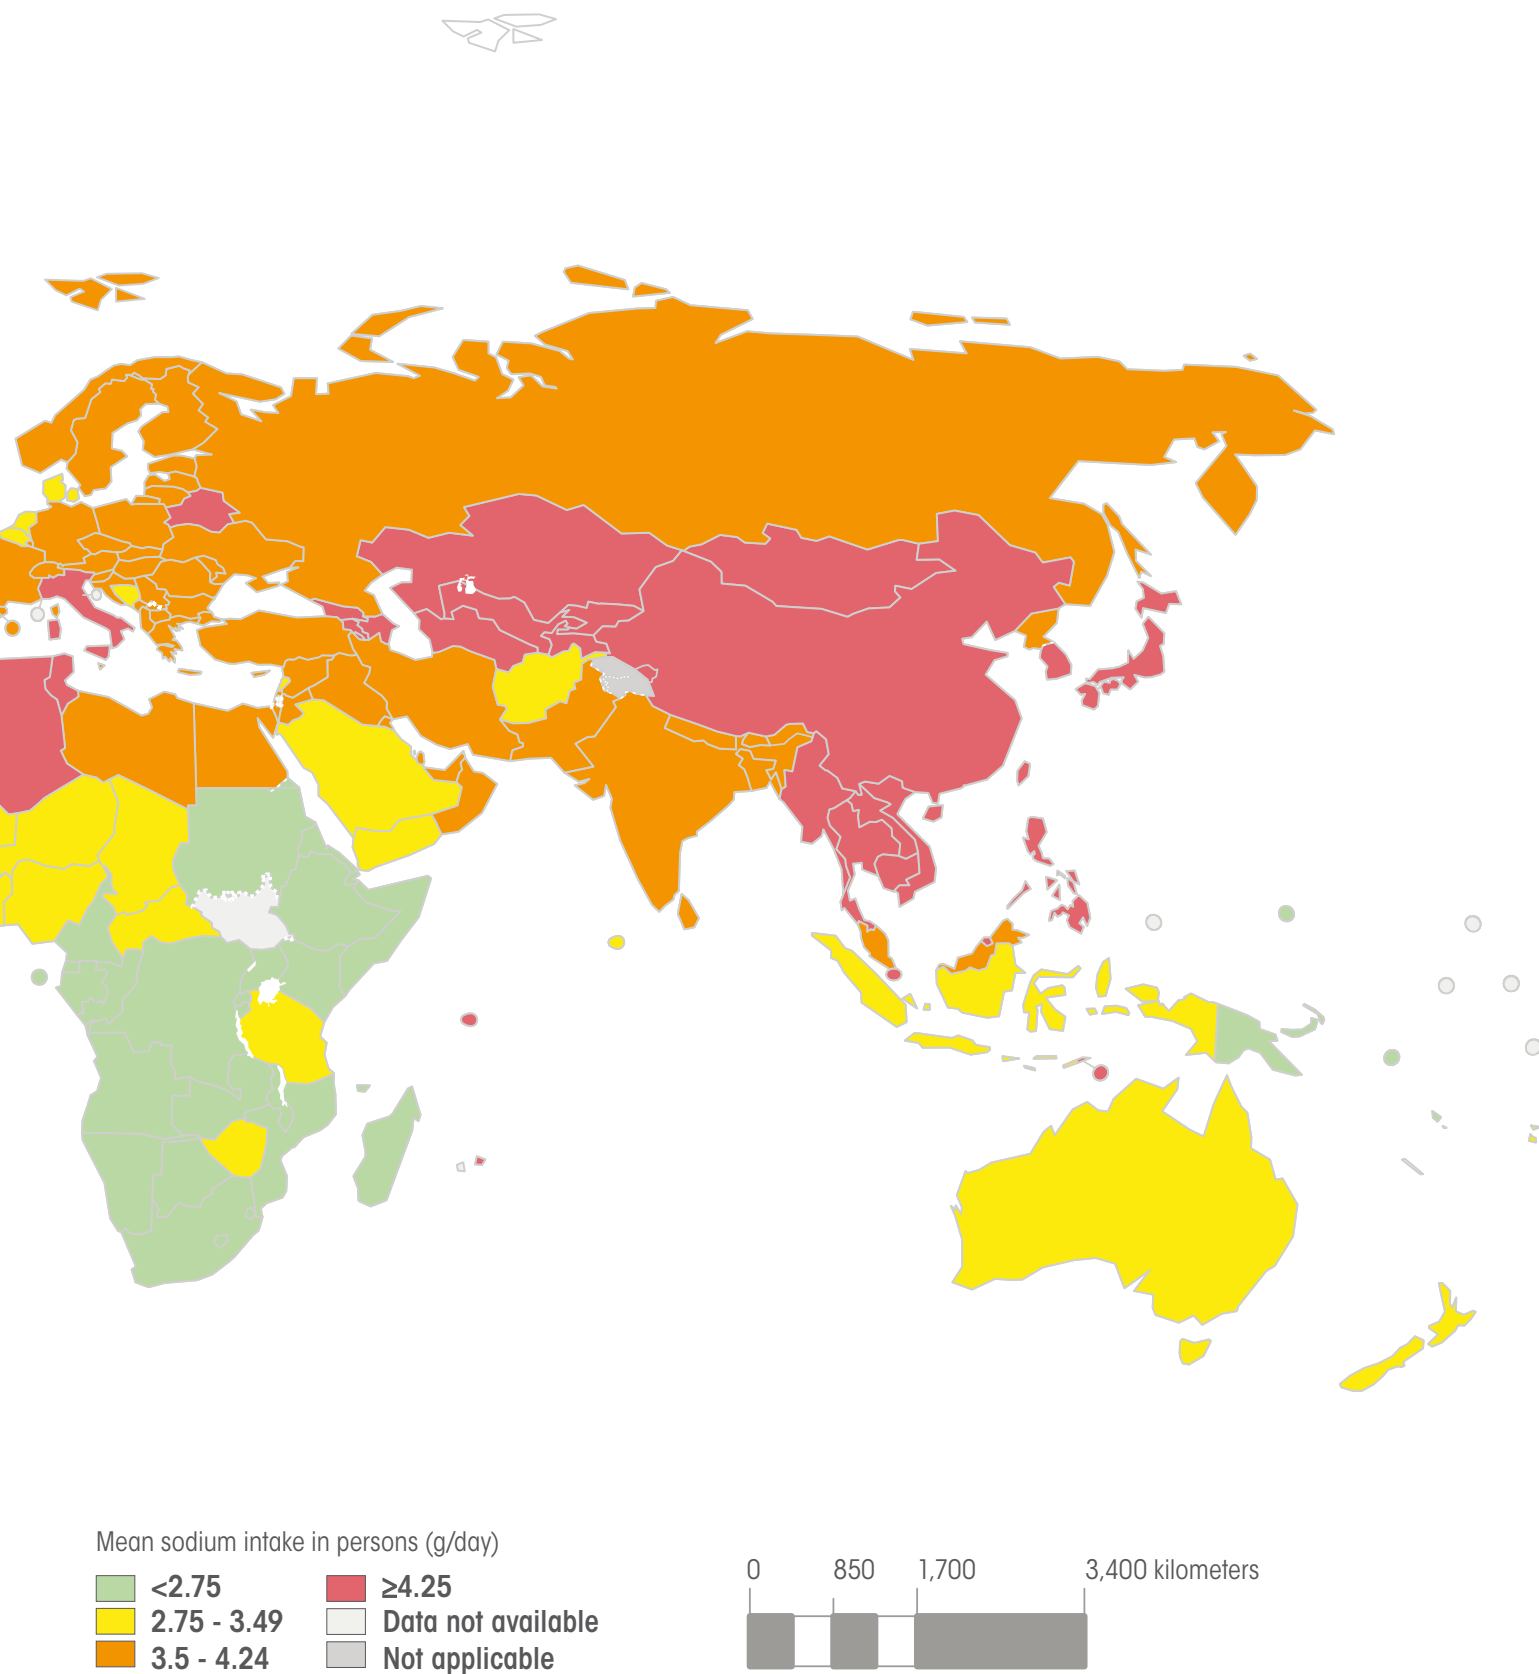 Mean sodium intake in persons (g/day)
<2.75
2.75 - 3.49
3.5 - 4.24
≥4.25
Data not available
Not applicable
0 850 1,700 3,400 kilometers